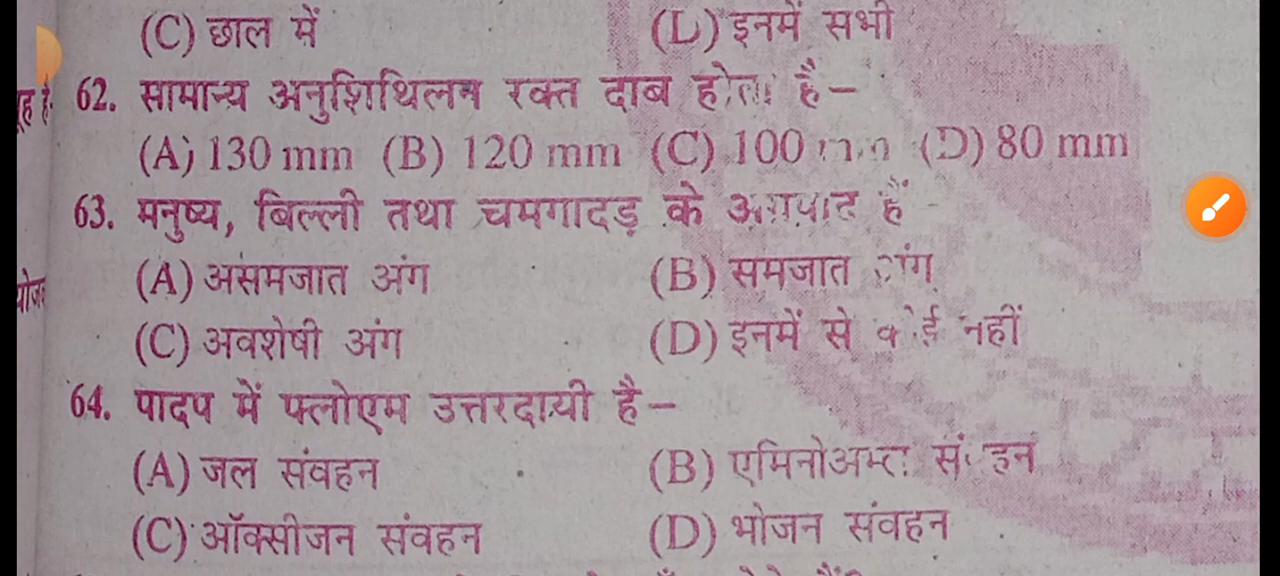 (C) छाल में (D) इनमें सभी
62. सामान्य अनुशिथिलन रक्त दाब होता है –
(A) 130 mm (B) 120 mm (C) 100 mm (D) 80 mm
63. मनुष्य, बिल्ली तथा चमगादड़ के अग्रपाद हैं –
(A) असमजात अंग (B) समजात अंग
(C) अवशेषी अंग (D) इनमें से कोई नहीं
64. पादप में फ्लोएम उत्तरदायी है –
(A) जल संवहन (B) एमिनोअम्ल संवहन
(C) ऑक्सीजन संवहन (D) भोजन संवहन